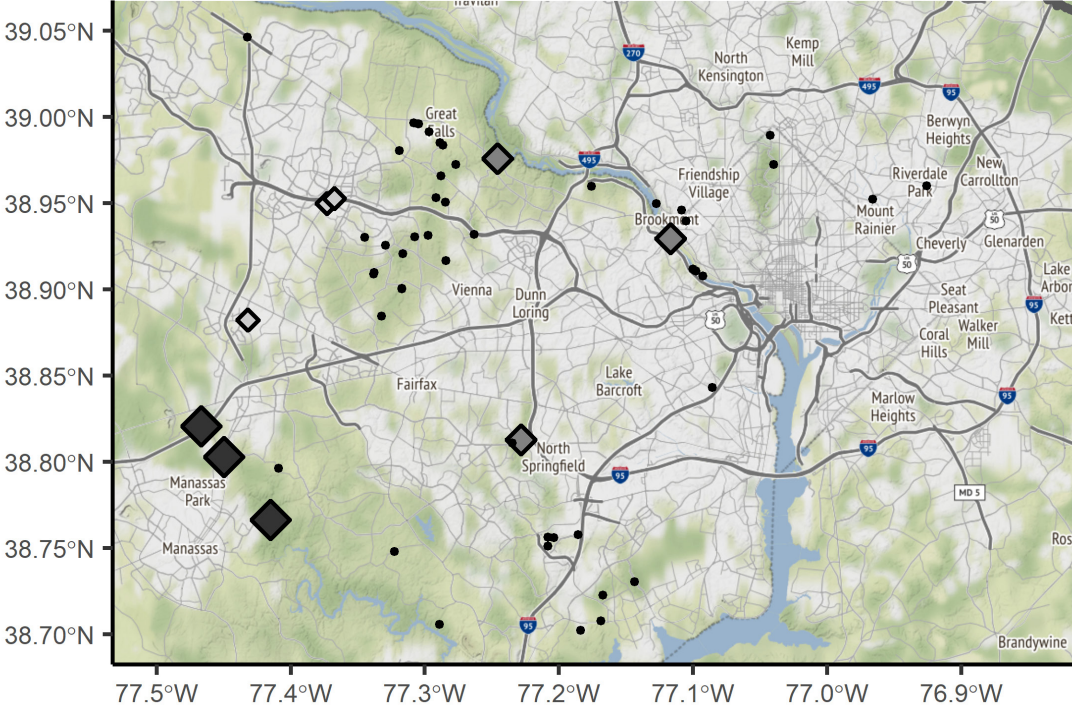 Travilah
39.05°N
270
North
Kensington
Kemp
Mill
495
95
39.00°N
Great
Falls
Berwyn
Heights
495
Friendship
Village
Riverdale
Park
New
Carrollton
38.95°N
Brookmont
Mount
Rainier
50
Cheverly
Glenarden
50
38.90°N
Vienna
Dunn
Loring
50
Seat
Pleasant
Lake
Arbor
95
Kett
Coral
Hills
Walker
Mill
38.85°N
Fairfax
Lake
Barcroft
Marlow
Heights
95
38.80°N
North
Springfield
95
95
Manassas
Park
MD 5
38.75°N
Manassas
Ros
38.70°N
95
Brandywine
77.5°W
77.4°W
77.3°W
77.2°W
77.1°W
77.0°W
76.9°W